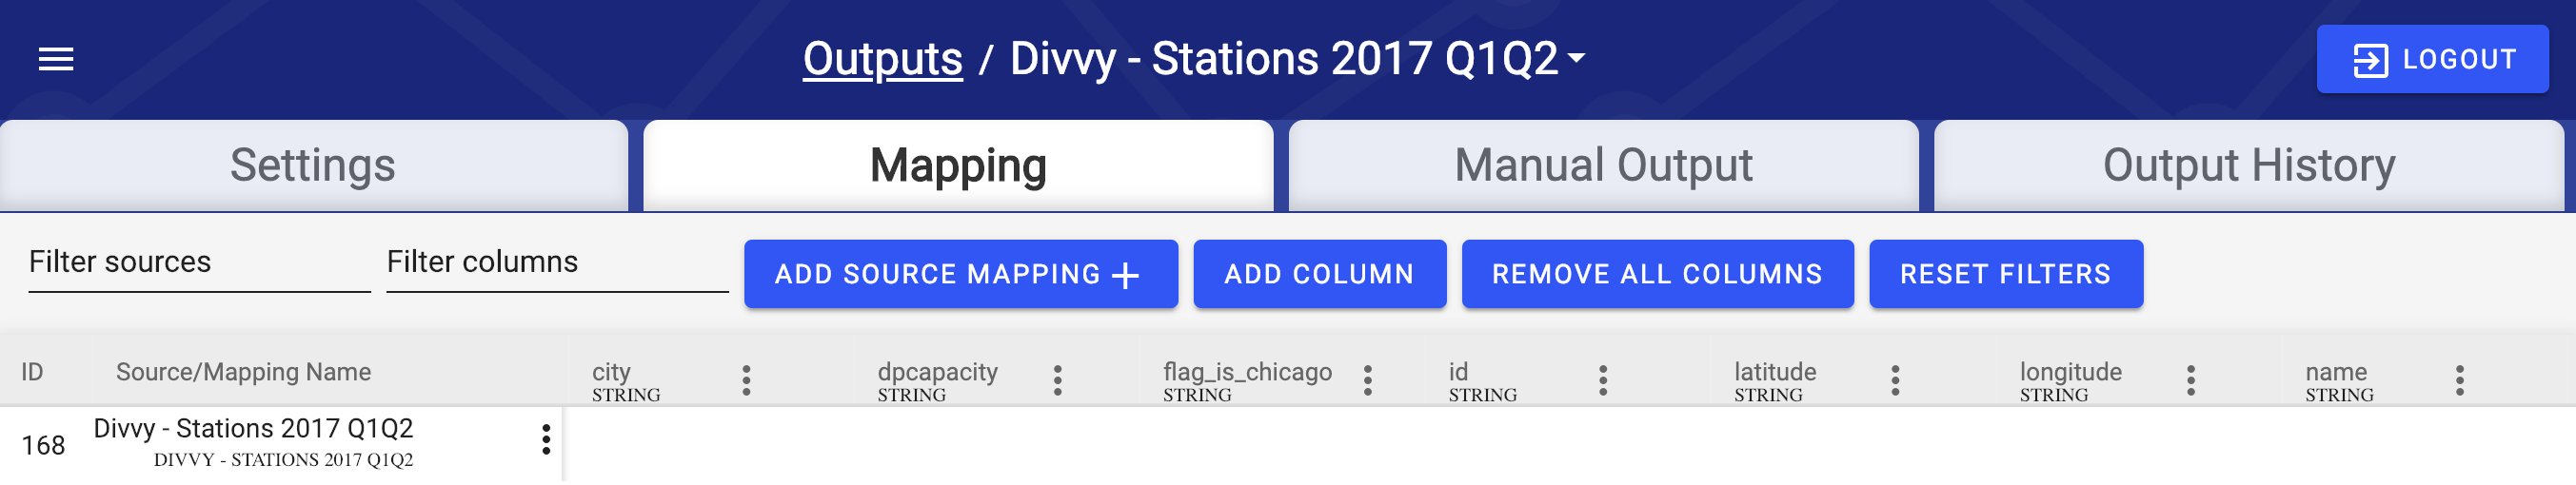 Outputs / Divvy - Stations 2017 Q1Q2
LOGOUT
Settings
Mapping
Manual Output
Output History
Filter sources
Filter columns
ADD SOURCE MAPPING +
ADD COLUMN
REMOVE ALL COLUMNS
RESET FILTERS
ID
Source/Mapping Name
city
STRING
dpcapacity
STRING
flag_is_chicago
STRING
id
STRING
latitude
STRING
longitude
STRING
name
STRING
168
Divvy - Stations 2017 Q1Q2
DIVVY - STATIONS 2017 Q1Q2